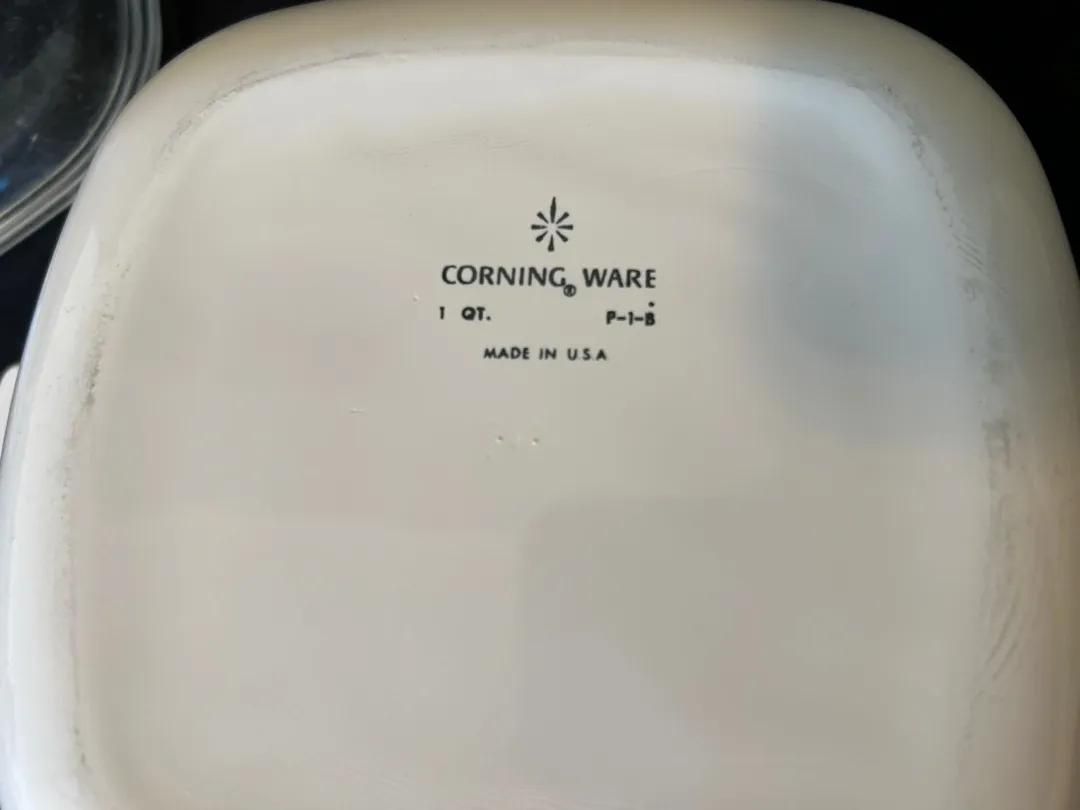 CORNING® WARE
1 QT. P-1-B
MADE IN U.S.A